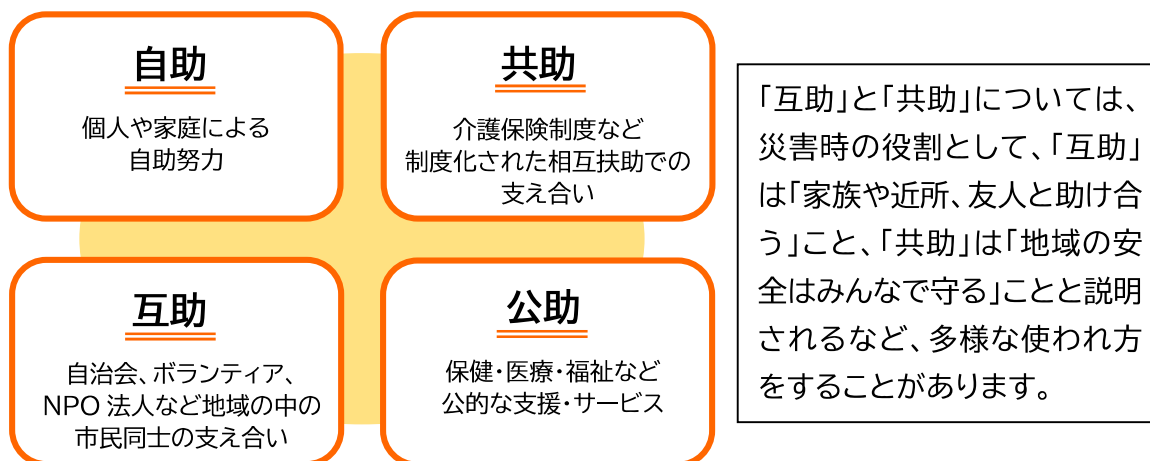 自助
個人や家庭による
自助努力
共助
介護保険制度など
制度化された相互扶助での
支え合い
互助
自治会、ボランティア、
NPO 法人など地域の中の
市民同士の支え合い
公助
保健・医療・福祉など
公的な支援・サービス
「互助」と「共助」については、
災害時の役割として、「互助」
は「家族や近所、友人と助け合
う」こと、「共助」は「地域の安
全はみんなで守る」ことと説明
されるなど、多様な使われ方
をすることがあります。